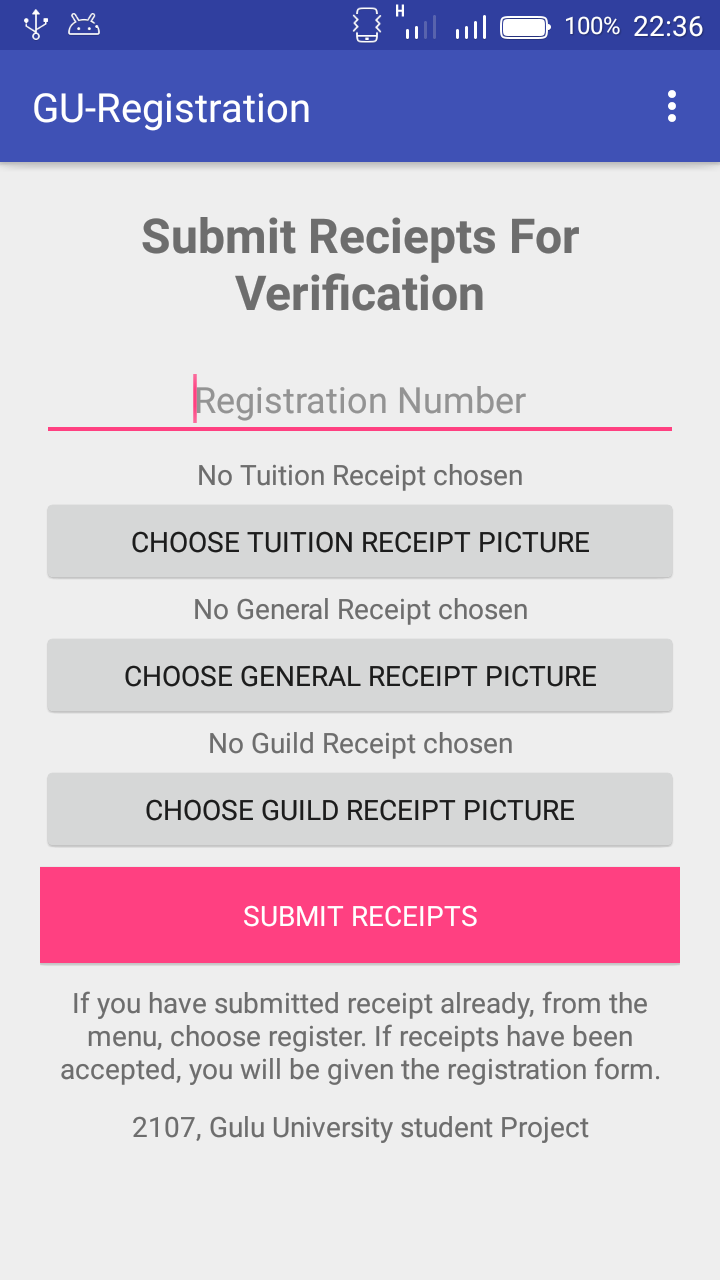 H
100% 22:36
GU-Registration
Submit Reciepts For
Verification
Registration Number
No Tuition Receipt chosen
CHOOSE TUITION RECEIPT PICTURE
No General Receipt chosen
CHOOSE GENERAL RECEIPT PICTURE
No Guild Receipt chosen
CHOOSE GUILD RECEIPT PICTURE
SUBMIT RECEIPTS
If you have submitted receipt already, from the
menu, choose register. If receipts have been
accepted, you will be given the registration form.
2107, Gulu University student Project